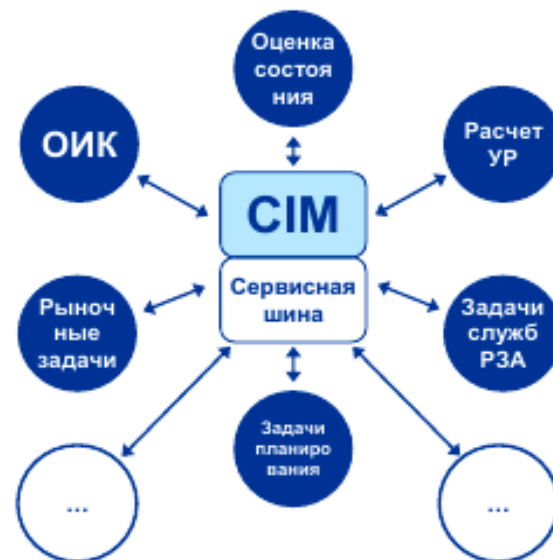 Оценка
состоя
ния
ОИК
Расчет
УР
CIM
Сервисная
шина
Рыноч
ные
задачи
Задачи
служб
РЗА
Задачи
планиро
вания
...
...